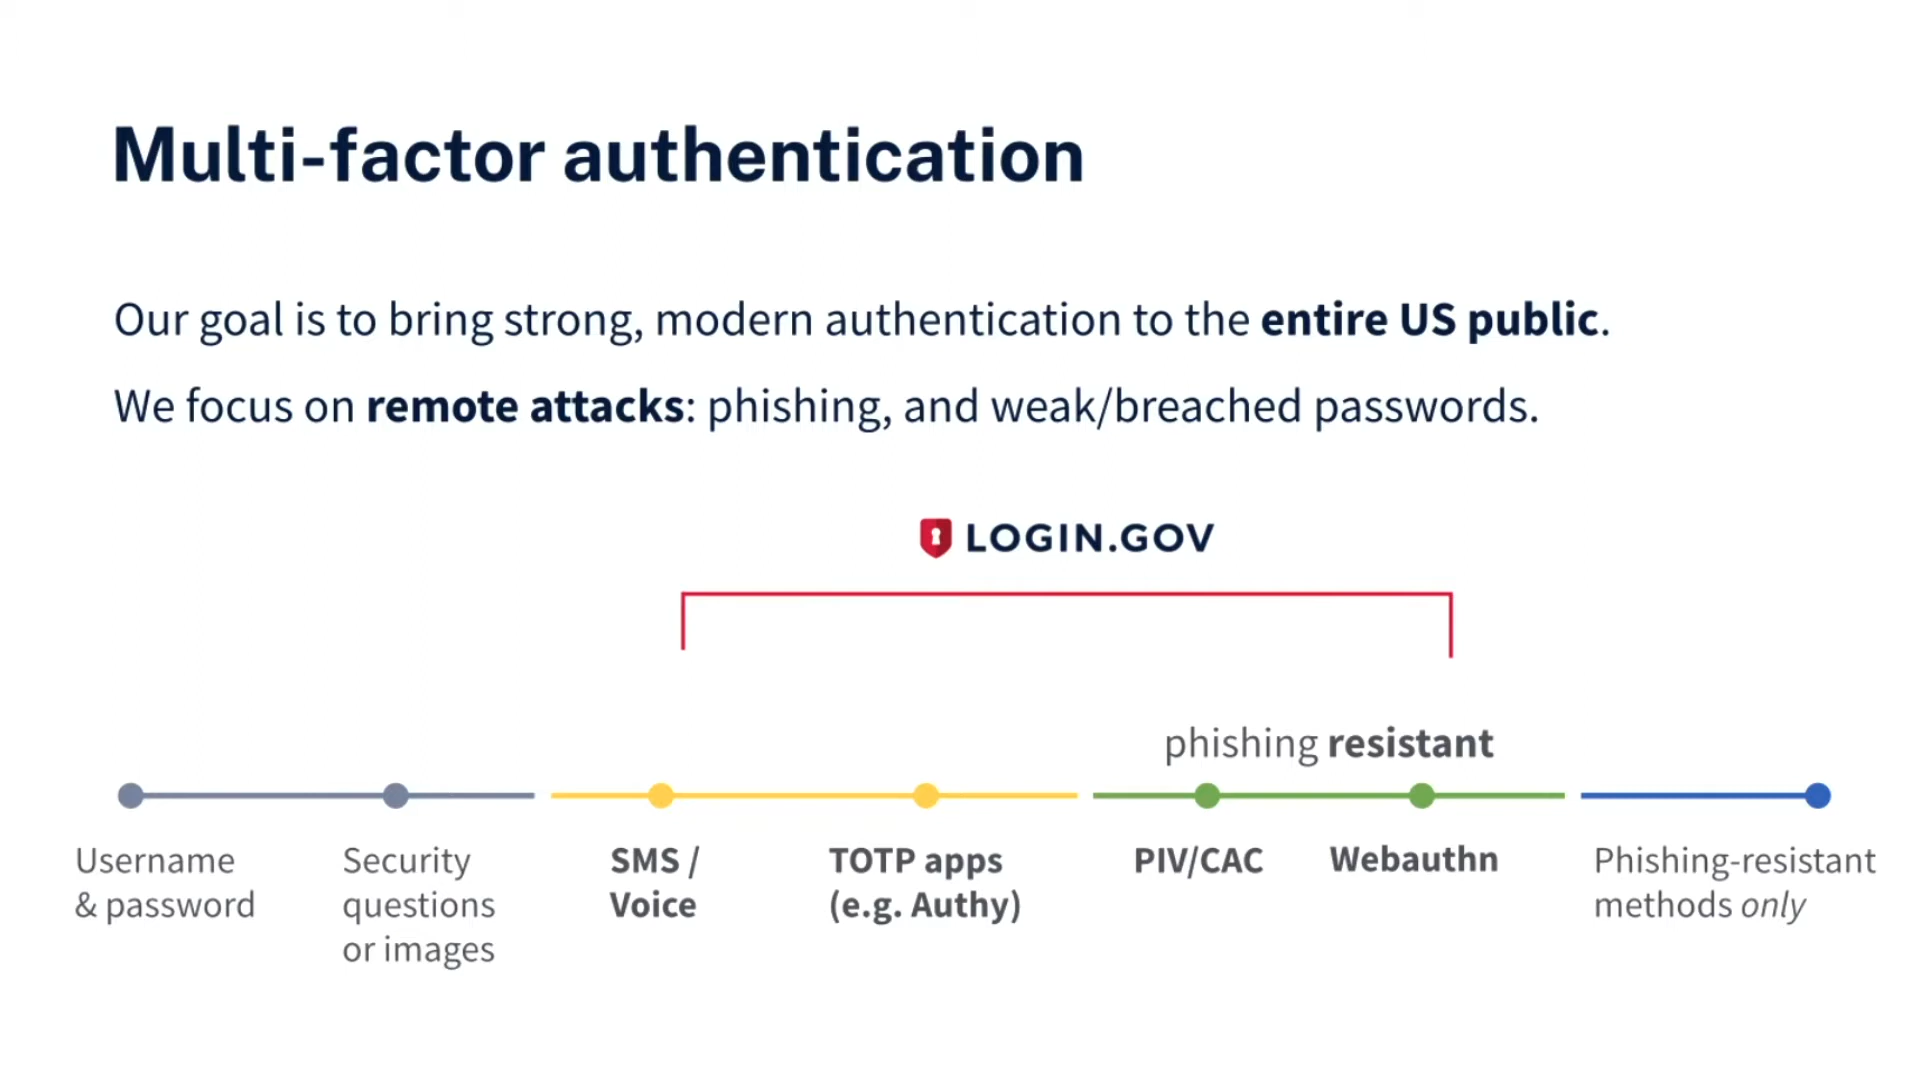 Multi-factor authentication
Our goal is to bring strong, modern authentication to the entire US public.
We focus on remote attacks: phishing, and weak/breached passwords.
LOGIN.GOV
phishing resistant
Username
& password
Security
questions
or images
SMS /
Voice
TOTP apps
(e.g. Authy)
PIV/CAC
Webauthn
Phishing-resistant
methods only